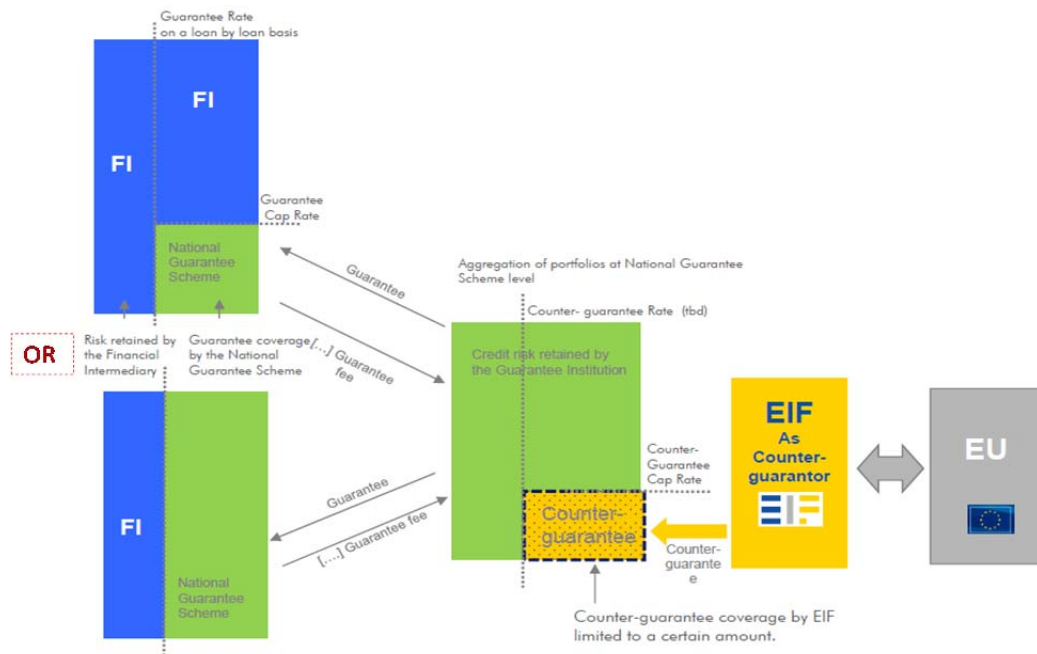 Guarantee Rate
on a loan by loan basis
FI
FI
Guarantee
Cap Rate
National
Guarantee
Scheme
Guarantee
[...] Guarantee
fee
OR
Risk retained by
the Financial
Intermediary
Guarantee coverage
by the National
Guarantee Scheme
Aggregation of portfolios at National Guarantee
Scheme level
Counter- guarantee Rate (tbd)
Credit risk retained by
the Guarantee Institution
Counter-
Guarantee
Cap Rate
Counter-
guarantee
EIF
As
Counter-
guarantor
EIF
EU
Counter-
guarante
e
Counter-guarantee coverage by EIF
limited to a certain amount.
FI
National
Guarantee
Scheme
Guarantee
[....] Guarantee fee